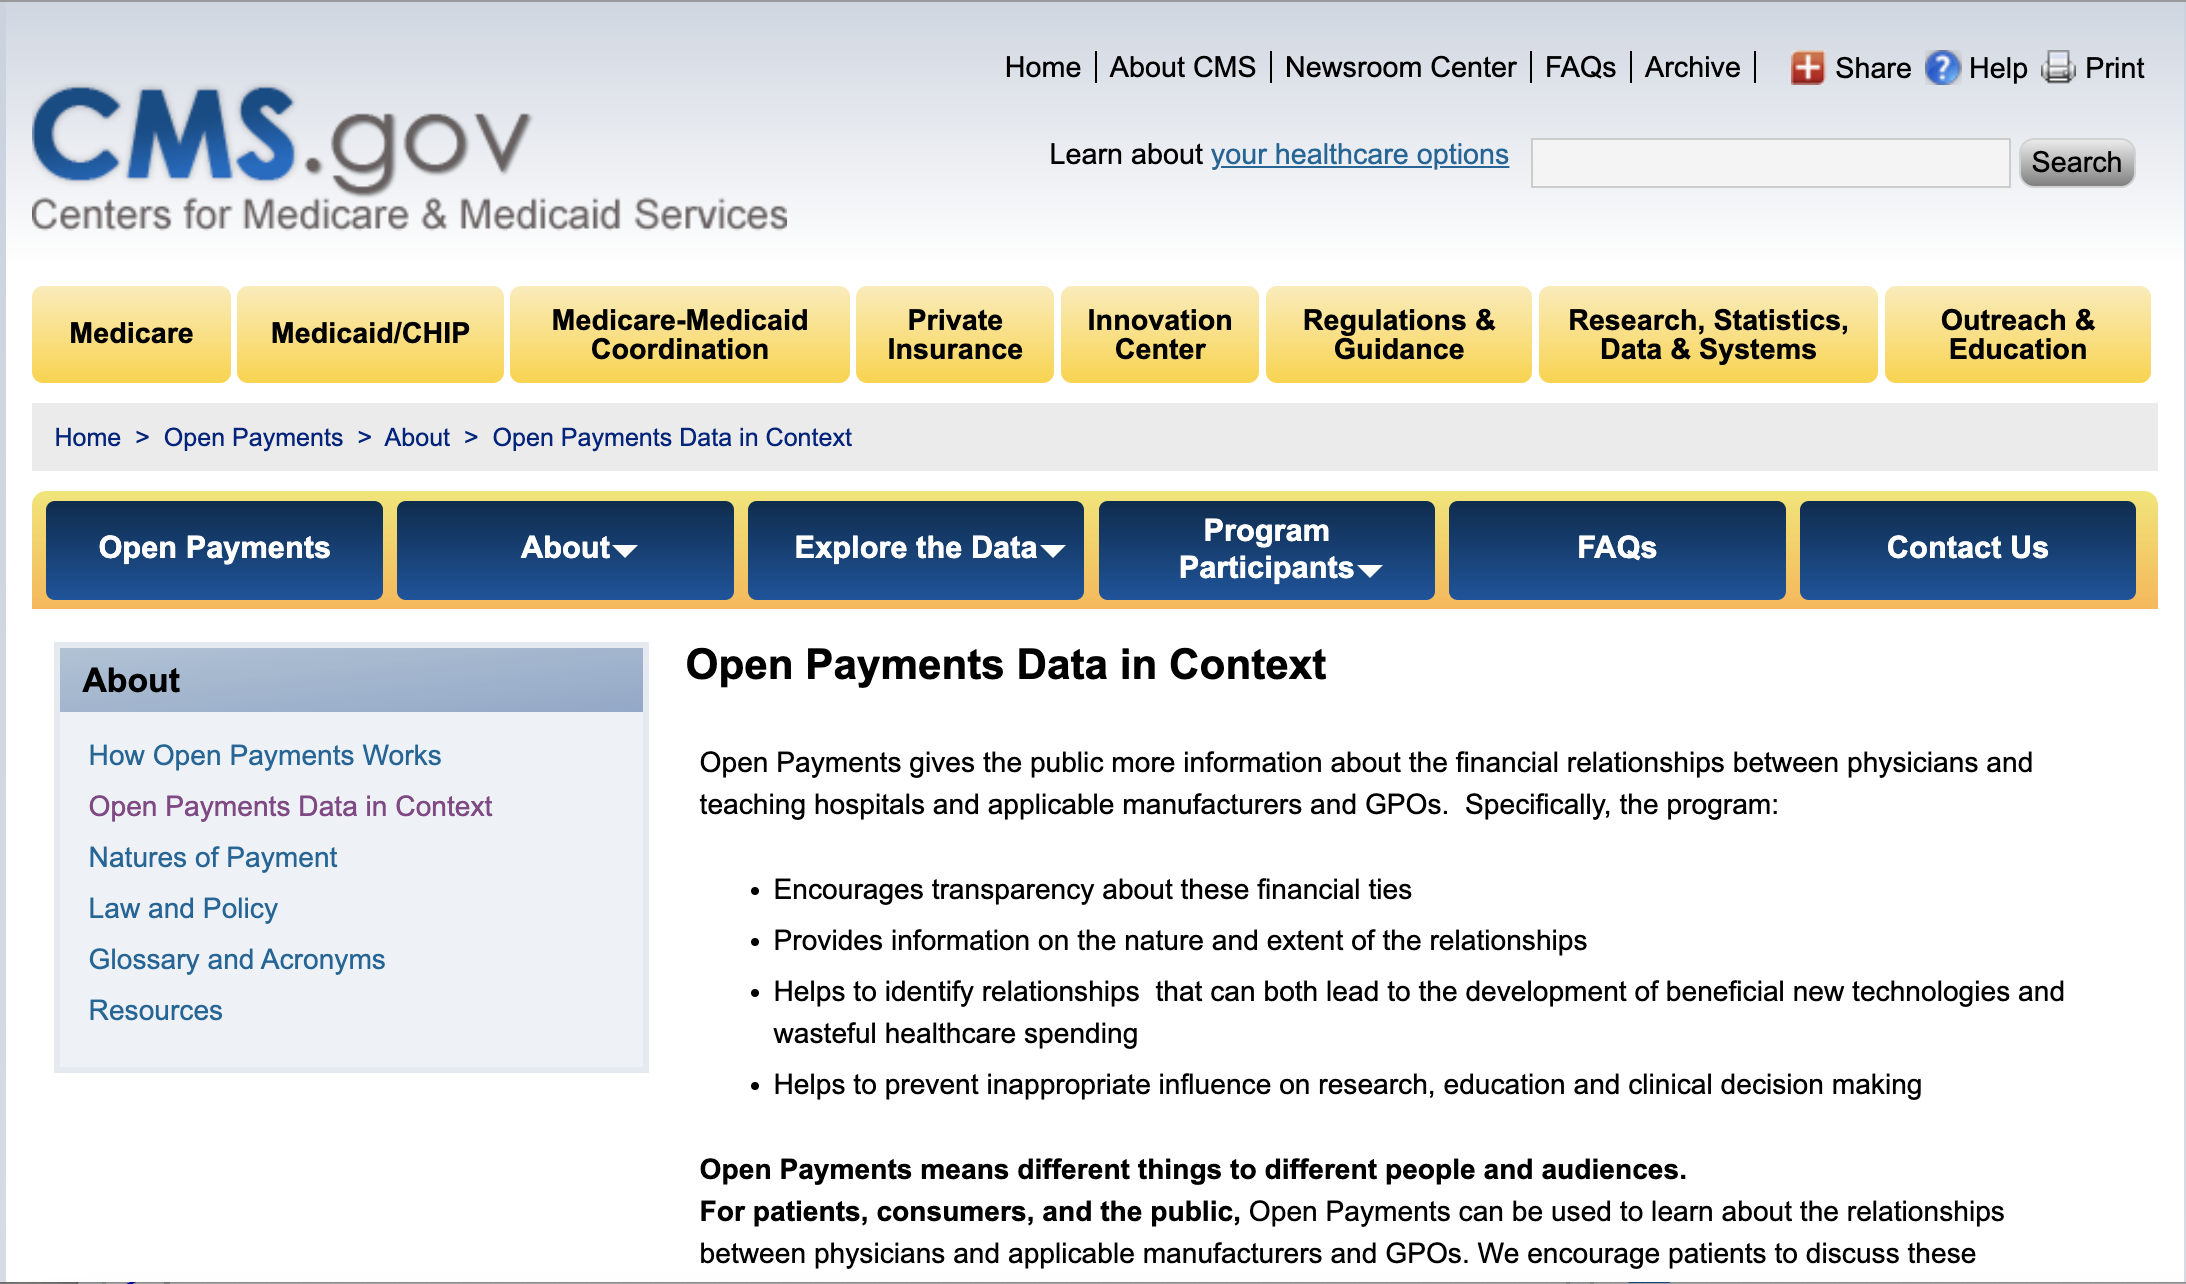 Home | About CMS | Newsroom Center | FAQs | Archive | Share Help Print
CMS.gov
Centers for Medicare & Medicaid Services
Learn about your healthcare options
Search
Medicare
Medicaid/CHIP
Medicare-Medicaid
Coordination
Private
Insurance
Innovation
Center
Regulations &
Guidance
Research, Statistics,
Data & Systems
Outreach &
Education
Home > Open Payments > About > Open Payments Data in Context
Open Payments
About
Explore the Data
Program
Participants
FAQs
Contact Us
About
How Open Payments Works
Open Payments Data in Context
Natures of Payment
Law and Policy
Glossary and Acronyms
Resources
Open Payments Data in Context
Open Payments gives the public more information about the financial relationships between physicians and
teaching hospitals and applicable manufacturers and GPOs.  Specifically, the program:
• Encourages transparency about these financial ties
• Provides information on the nature and extent of the relationships
• Helps to identify relationships  that can both lead to the development of beneficial new technologies and
wasteful healthcare spending
• Helps to prevent inappropriate influence on research, education and clinical decision making
Open Payments means different things to different people and audiences.
For patients, consumers, and the public, Open Payments can be used to learn about the relationships
between physicians and applicable manufacturers and GPOs. We encourage patients to discuss these